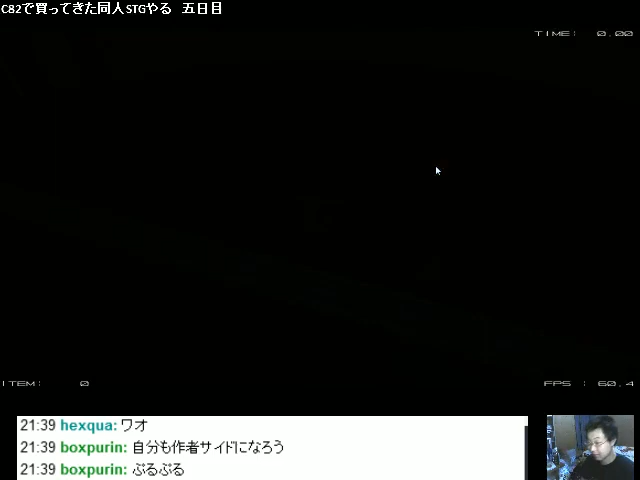 C82で買ってきた同人STGやる 五日目
TIME: 0.00
ITEM: 0
FPS : 60.4
21:39 hexqua: ワオ
21:39 boxpurin: 自分も作者サイドになろう
21:39 boxpurin: ぷるぷる